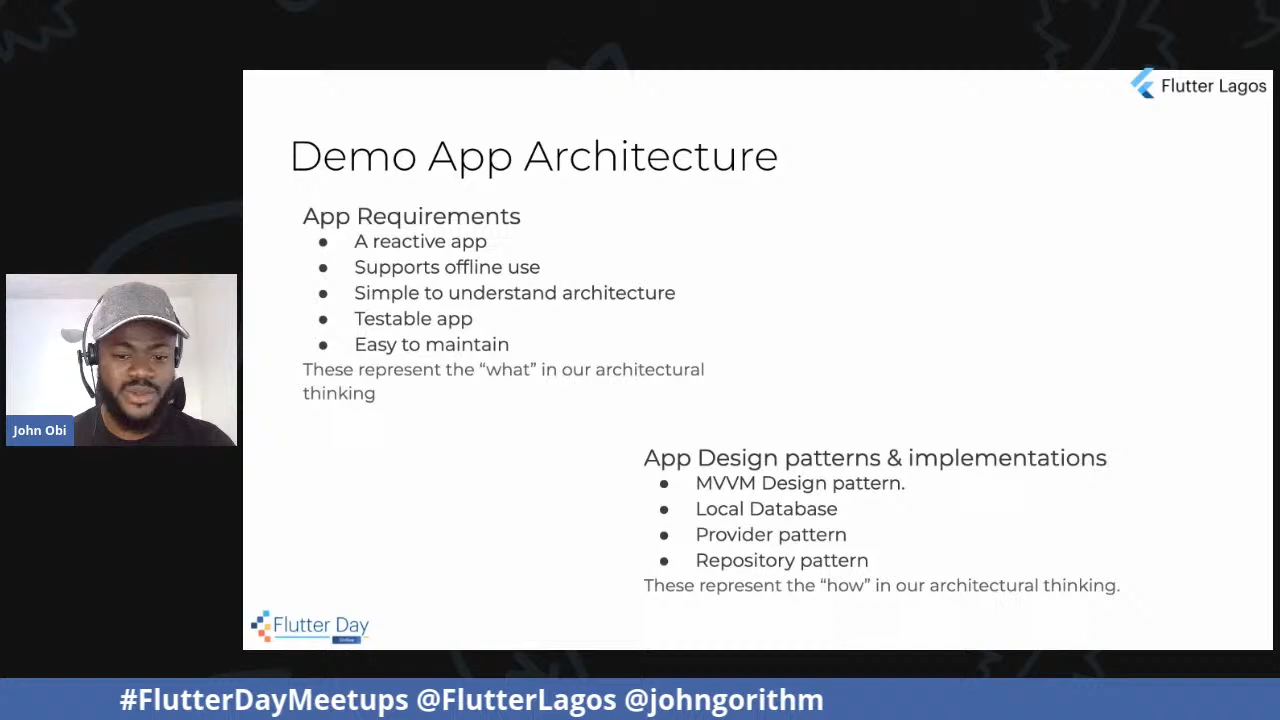 Flutter Lagos
Demo App Architecture
App Requirements
● A reactive app
● Supports offline use
● Simple to understand architecture
● Testable app
● Easy to maintain
These represent the “what” in our architectural
thinking
John Obi
App Design patterns & implementations
● MVVM Design pattern.
● Local Database
● Provider pattern
● Repository pattern
These represent the “how” in our architectural thinking.
Flutter Day
#FlutterDayMeetups @FlutterLagos @johngorithm